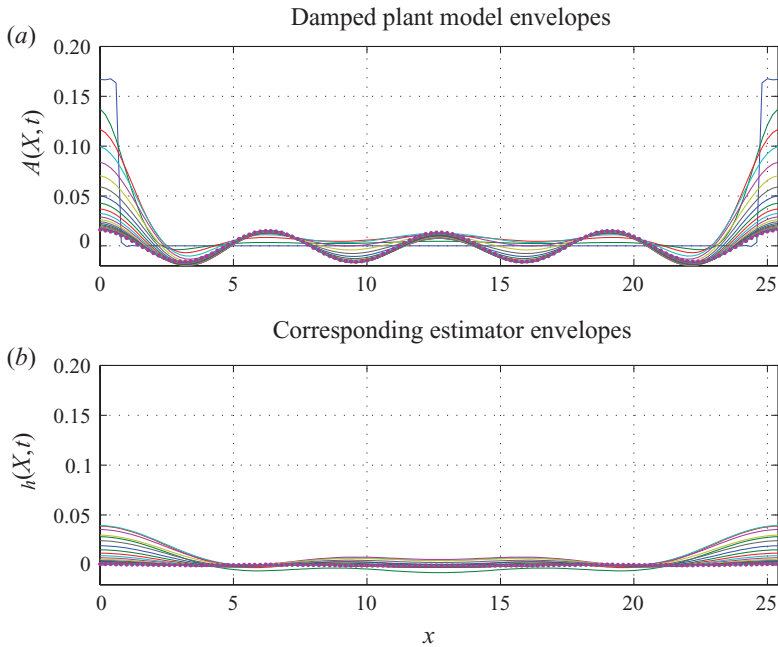 Damped plant model envelopes
(a)
0.20
0.15
0.10
0.05
0
A(X, t)
0 5 10 15 20 25
Corresponding estimator envelopes
(b)
0.20
0.15
0.1
0.05
0
h(X,t)
0 5 10 15 20 25
x